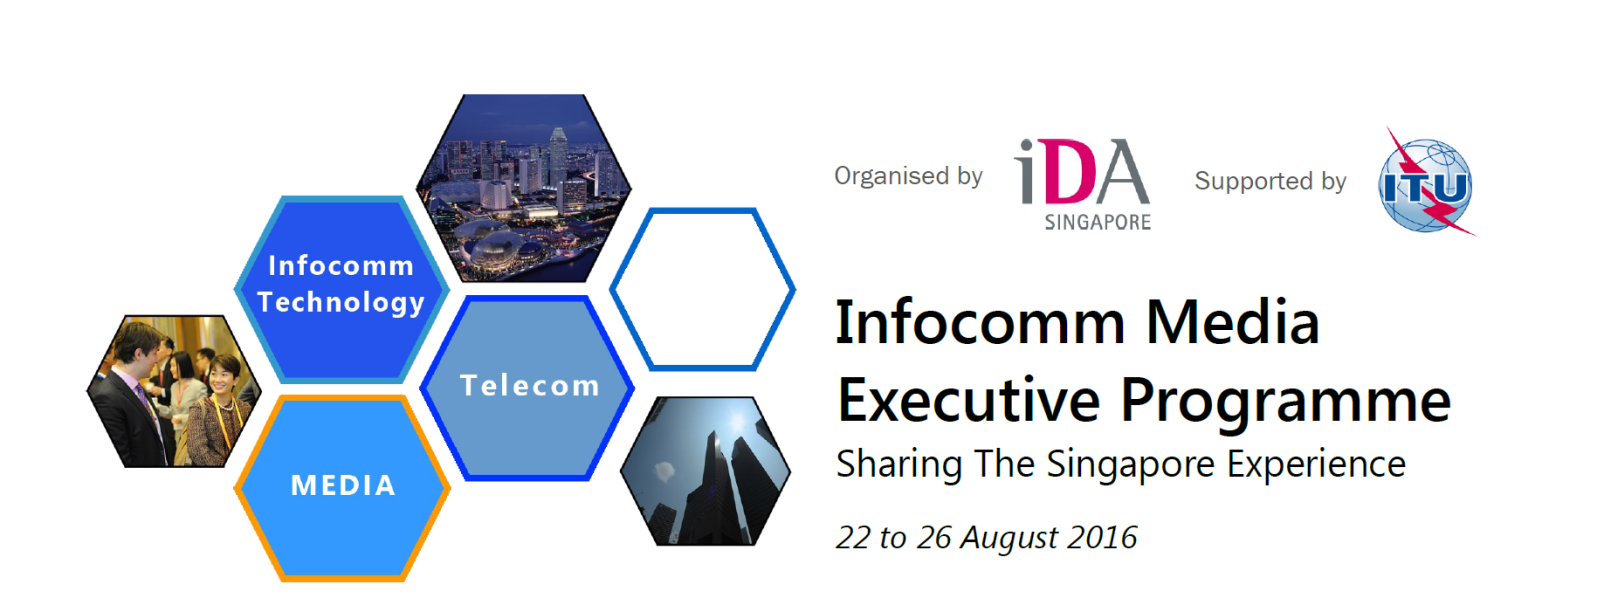 Organised by
iDA
SINGAPORE
Supported by
ITU
Infocomm
Technology
Telecom
MEDIA
Infocomm Media
Executive Programme
Sharing The Singapore Experience
22 to 26 August 2016